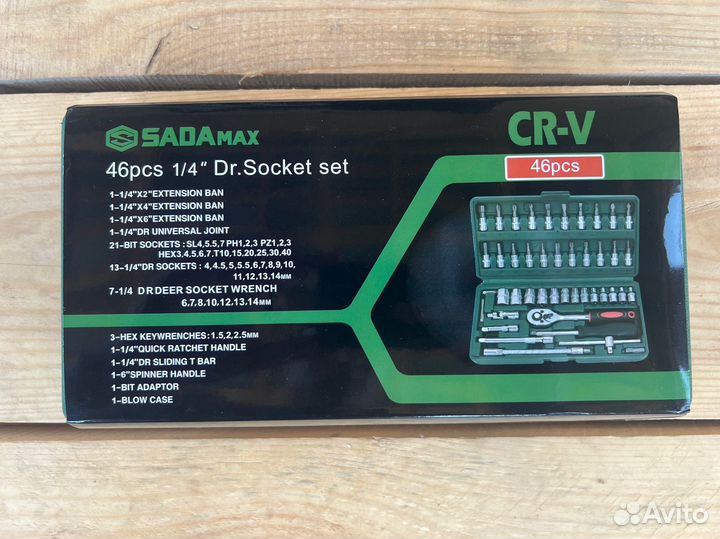 SADAMAX
46pcs 1/4" Dr.Socket set
1-1/4"X2"EXTENSION BAN
1-1/4"X4"EXTENSION BAN
1-1/4"X6"EXTENSION BAN
1-1/4"DR UNIVERSAL JOINT
21-BIT SOCKETS : SL4,5.5,7 PH1,2,3 PZ1,2,3
HEX3,4,5,6,7,T10.15.20.25.30.40
13-1/4"DR SOCKETS : 4,4.5,5,5.5,6,7,8,9,10,
11,12,13,14MM
7-1/4 DRDEER SOCKET WRENCH
6.7.8.10.12.13.14MM
3-HEX KEYWRENCHES:1.5,2,2.5MM
1-1/4"QUICK RATCHET HANDLE
1-1/4"DR SLIDING T BAR
1-6"SPINNER HANDLE
1-BIT ADAPTOR
1-BLOW CASE
CR-V
46pcs
Avito